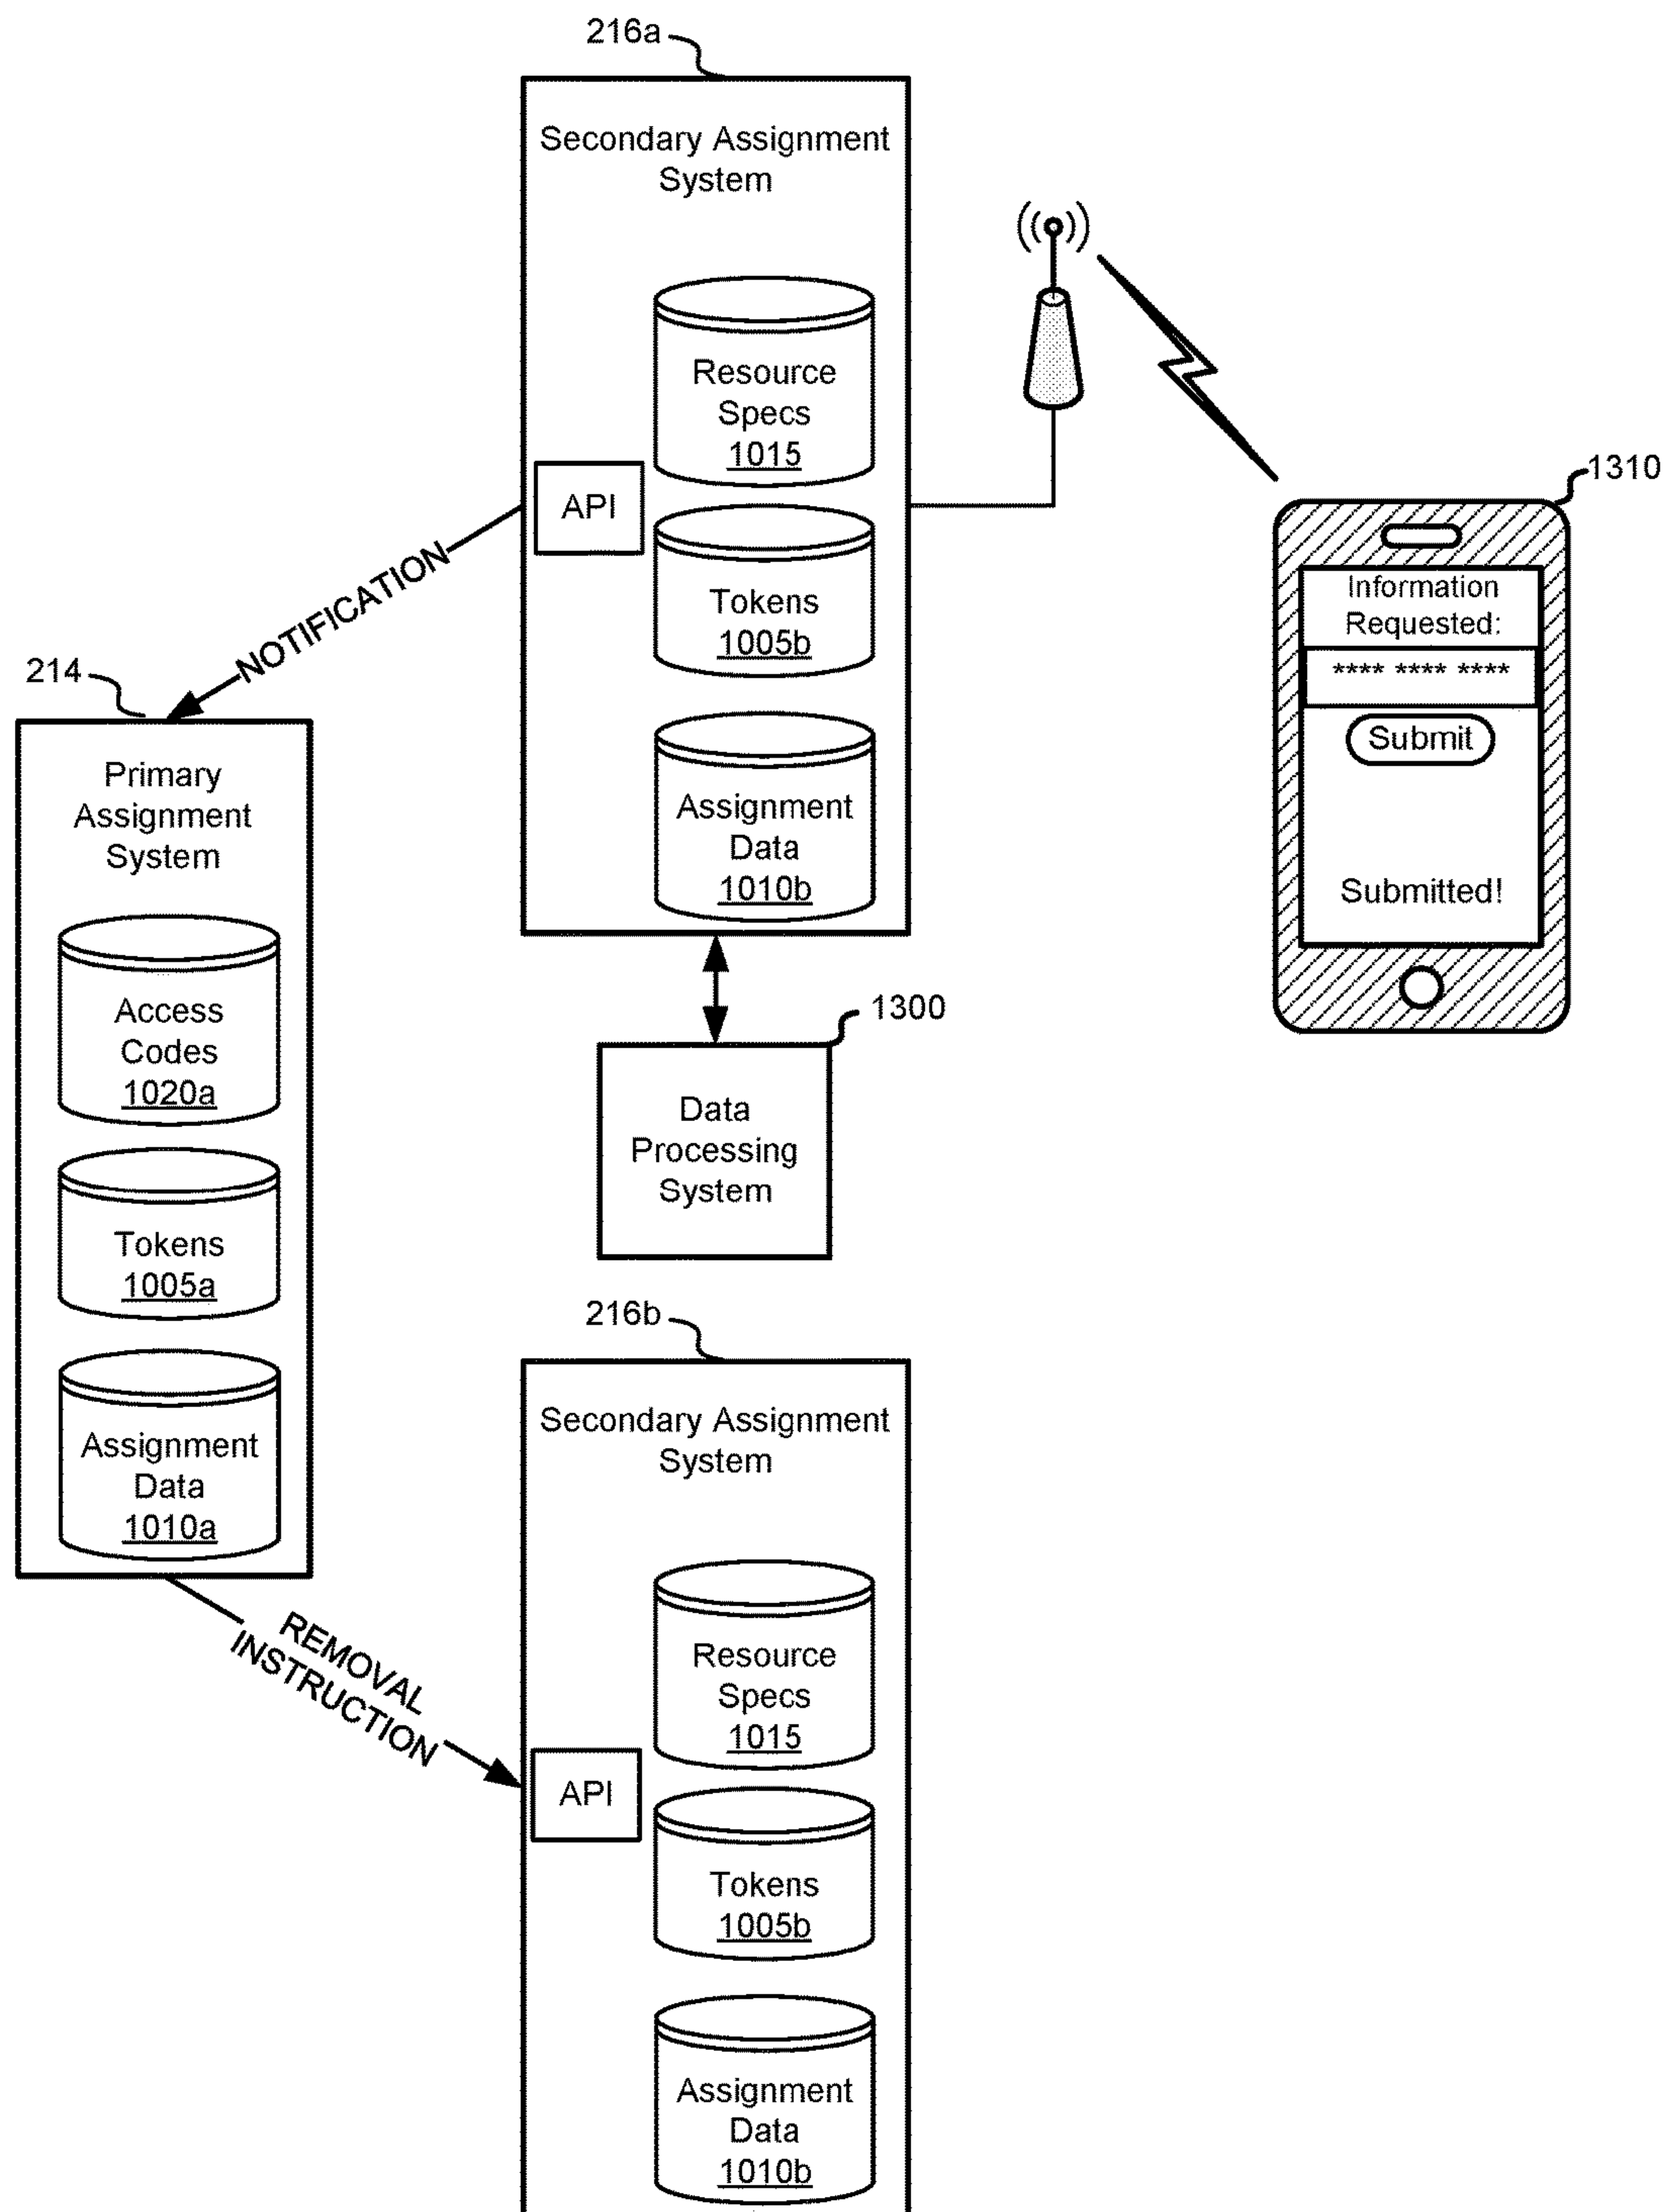 216a
Secondary Assignment
System
Resource
Specs
1015
API
Tokens
1005b
Assignment
Data
1010b
NOTIFICATION
1310
Information
Requested:
**** **** ****
Submit
Submitted!
214
Primary
Assignment
System
Access
Codes
1020a
Tokens
1005a
Assignment
Data
1010a
1300
Data
Processing
System
REMOVAL
INSTRUCTION
216b
Secondary Assignment
System
Resource
Specs
1015
API
Tokens
1005b
Assignment
Data
1010b